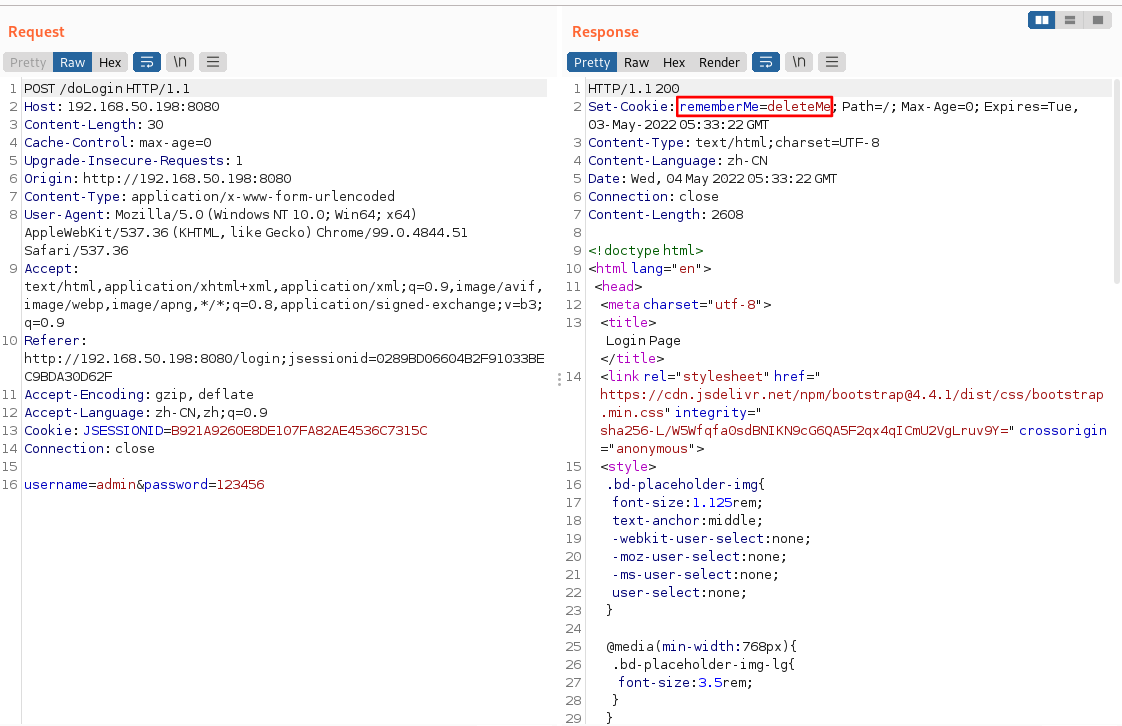 Request
Response
Pretty Raw Hex \n
Pretty Raw Hex Render \n
1 POST /doLogin HTTP/1.1
2 Host: 192.168.50.198:8080
3 Content-Length: 30
4 Cache-Control: max-age=0
5 Upgrade-Insecure-Requests: 1
6 Origin: http://192.168.50.198:8080
7 Content-Type: application/x-www-form-urlencoded
8 User-Agent: Mozilla/5.0 (Windows NT 10.0; Win64; x64)
AppleWebKit/537.36 (KHTML, like Gecko) Chrome/99.0.4844.51
Safari/537.36
9 Accept:
text/html,application/xhtml+xml,application/xml;q=0.9,image/avif,
image/webp,image/apng,*/*;q=0.8,application/signed-exchange;v=b3;
q=0.9
10 Referer:
http://192.168.50.198:8080/login;jsessionid=0289BD06604B2F91033BE
C9BDA30D62F
11 Accept-Encoding: gzip, deflate
12 Accept-Language: zh-CN,zh;q=0.9
13 Cookie: JSESSIONID=B921A9260E8DE107FA82AE4536C7315C
14 Connection: close
15
16 username=admin&password=123456
1 HTTP/1.1 200
2 Set-Cookie: rememberMe=deleteMe; Path=/; Max-Age=0; Expires=Tue,
03-May-2022 05:33:22 GMT
3 Content-Type: text/html;charset=UTF-8
4 Content-Language: zh-CN
5 Date: Wed, 04 May 2022 05:33:22 GMT
6 Connection: close
7 Content-Length: 2608
8
9 <!doctype html>
10 <html lang="en">
11 <head>
12 <meta charset="utf-8">
13 <title>
Login Page
</title>
14 <link rel="stylesheet" href="
https://cdn.jsdelivr.net/npm/bootstrap@4.4.1/dist/css/bootstrap
.min.css" integrity="
sha256-L/W5Wfqfa0sdBNIKN9cG6QA5F2qx4qICmU2VgLruv9Y=" crossorigin
="anonymous">
15 <style>
16 .bd-placeholder-img{
17 font-size:1.125rem;
18 text-anchor:middle;
19 -webkit-user-select:none;
20 -moz-user-select:none;
21 -ms-user-select:none;
22 user-select:none;
23 }
24
25 @media(min-width:768px){
26 .bd-placeholder-img-lg{
27 font-size:3.5rem;
28 }
29 }